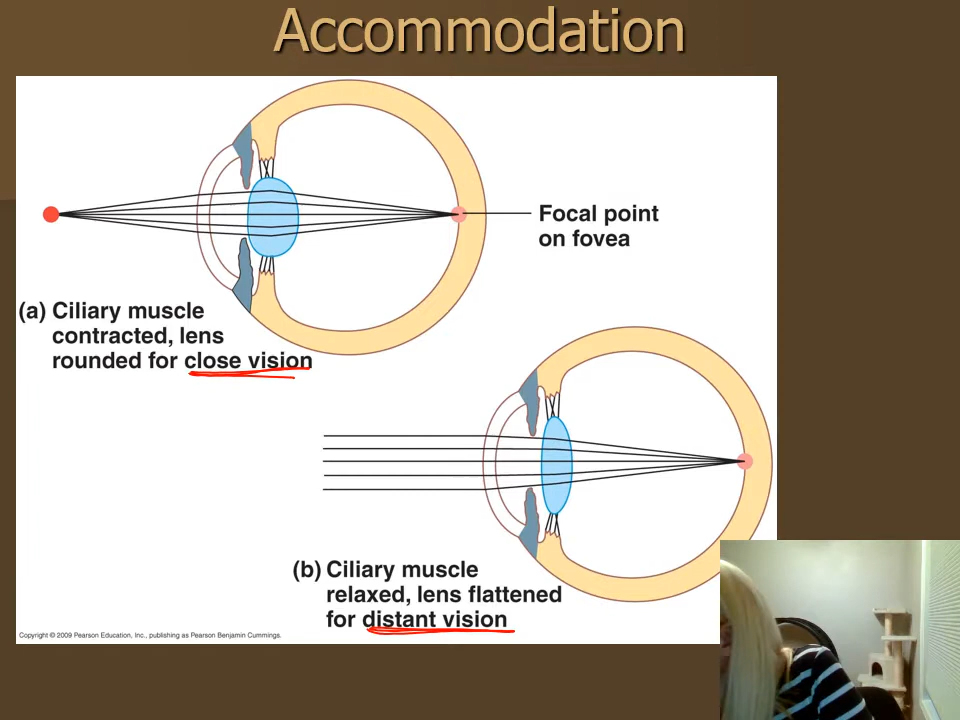 Accommodation
Focal point
on fovea
(a) Ciliary muscle
contracted, lens
rounded for close vision
(b) Ciliary muscle
relaxed, lens flattened
for distant vision
Copyright © 2009 Pearson Education, Inc., publishing as Pearson Benjamin Cummings.